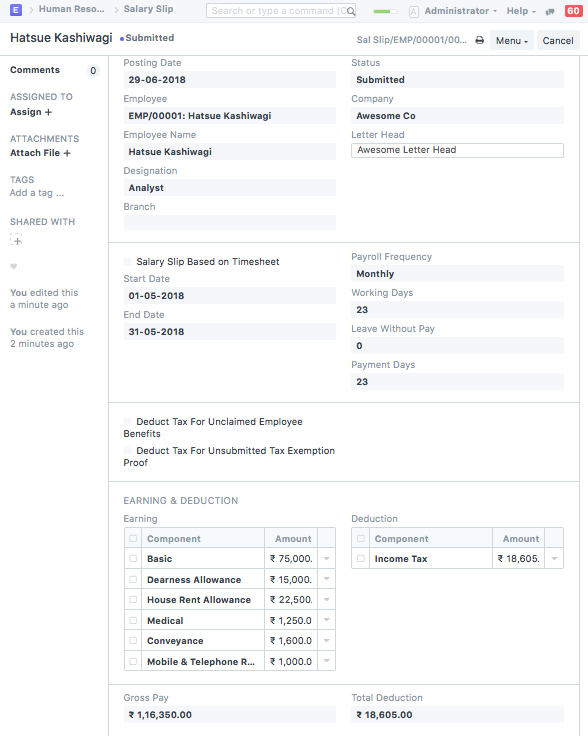 E
Human Reso...
Salary Slip
Search or type a command (C
A
Administrator
Help
60
Hatsue Kashiwagi
Submitted
Sal Slip/EMP/00001/00...
Menu
Cancel
Comments
0
ASSIGNED TO
Assign +
ATTACHMENTS
Attach File +
TAGS
Add a tag ...
SHARED WITH
+
You edited this
a minute ago
You created this
2 minutes ago
Posting Date
29-06-2018
Status
Submitted
Employee
EMP/00001: Hatsue Kashiwagi
Company
Awesome Co
Employee Name
Hatsue Kashiwagi
Letter Head
Awesome Letter Head
Designation
Analyst
Branch
Salary Slip Based on Timesheet
Start Date
01-05-2018
End Date
31-05-2018
Payroll Frequency
Monthly
Working Days
23
Leave Without Pay
0
Payment Days
23
Deduct Tax For Unclaimed Employee
Benefits
Deduct Tax For Unsubmitted Tax Exemption
Proof
EARNING & DEDUCTION
Earning
Component Amount
Basic ₹ 75,000.
Dearness Allowance ₹ 15,000.
House Rent Allowance ₹ 22,500.
Medical ₹ 1,250.0
Conveyance ₹ 1,600.0
Mobile & Telephone R... ₹ 1,000.0
Deduction
Component Amount
Income Tax ₹ 18,605.
Gross Pay
₹ 1,16,350.00
Total Deduction
₹ 18,605.00